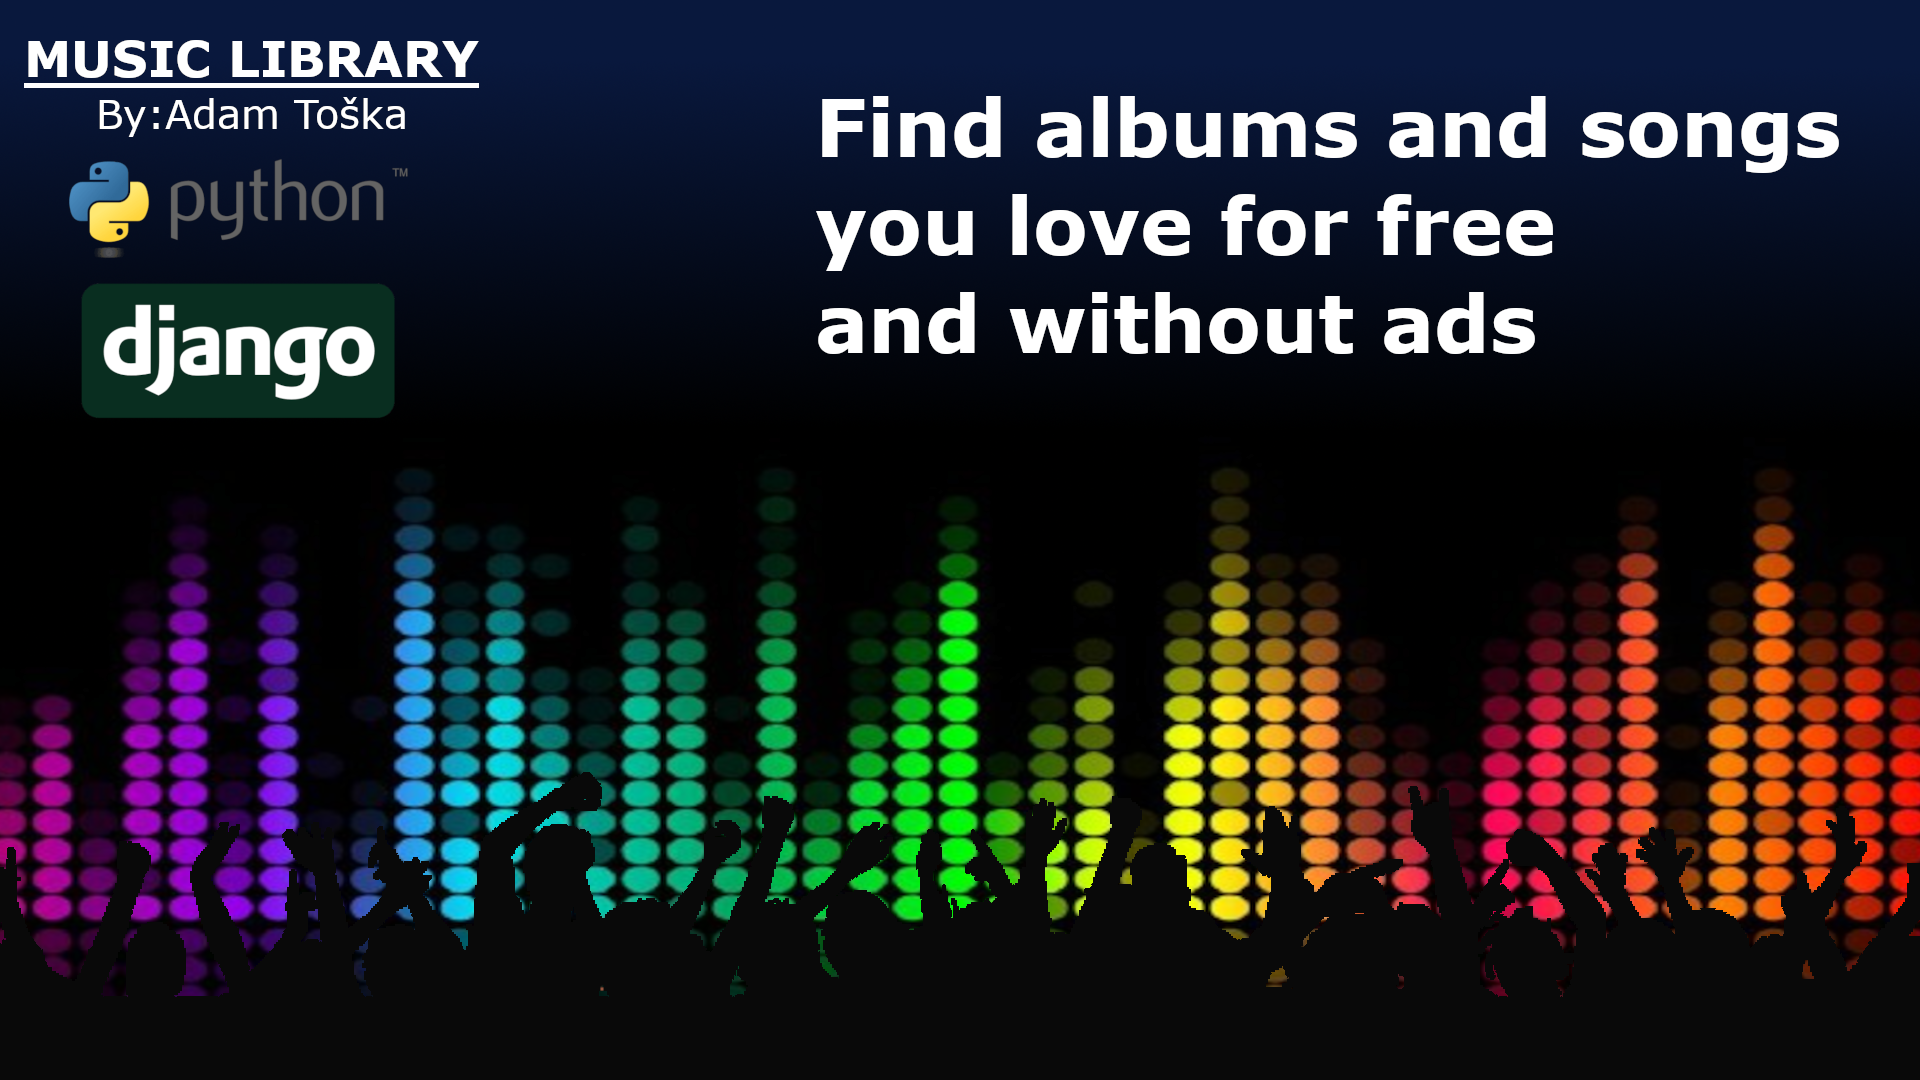 MUSIC LIBRARY
By:Adam Toška
python™
django
Find albums and songs
you love for free
and without ads